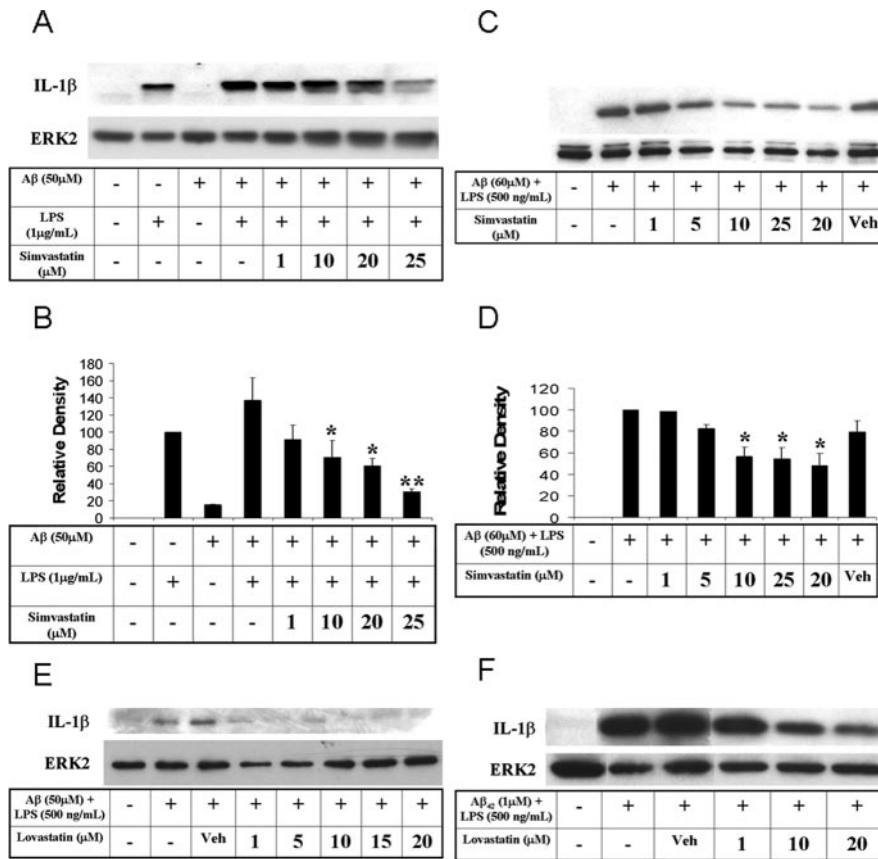 A
IL-1β
ERK2
Aβ (50μM) - - + + + + + +
LPS (1μg/mL) - + - + + + + +
Simvastatin (μM) - - - - 1 10 20 25
C
Aβ (60μM) + LPS (500 ng/mL) - + + + + + + +
Simvastatin (μM) - - 1 5 10 25 20 Veh
B
Relative Density
180
160
140
120
100
80
60
40
20
0
* * **
Aβ (50μM) - - + + + + + +
LPS (1μg/mL) - + - + + + + +
Simvastatin (μM) - - - - 1 10 20 25
D
Relative Density
120
100
80
60
40
20
0
* * *
Aβ (60μM) + LPS (500 ng/mL) - + + + + + + +
Simvastatin (μM) - - 1 5 10 25 20 Veh
E
IL-1β
ERK2
Aβ (50μM) + LPS (500 ng/mL) - + + + + + + +
Lovastatin (μM) - - Veh 1 5 10 15 20
F
IL-1β
ERK2
Aβ₄₂ (1μM) + LPS (500 ng/mL) - + + + + +
Lovastatin (μM) - - Veh 1 10 20